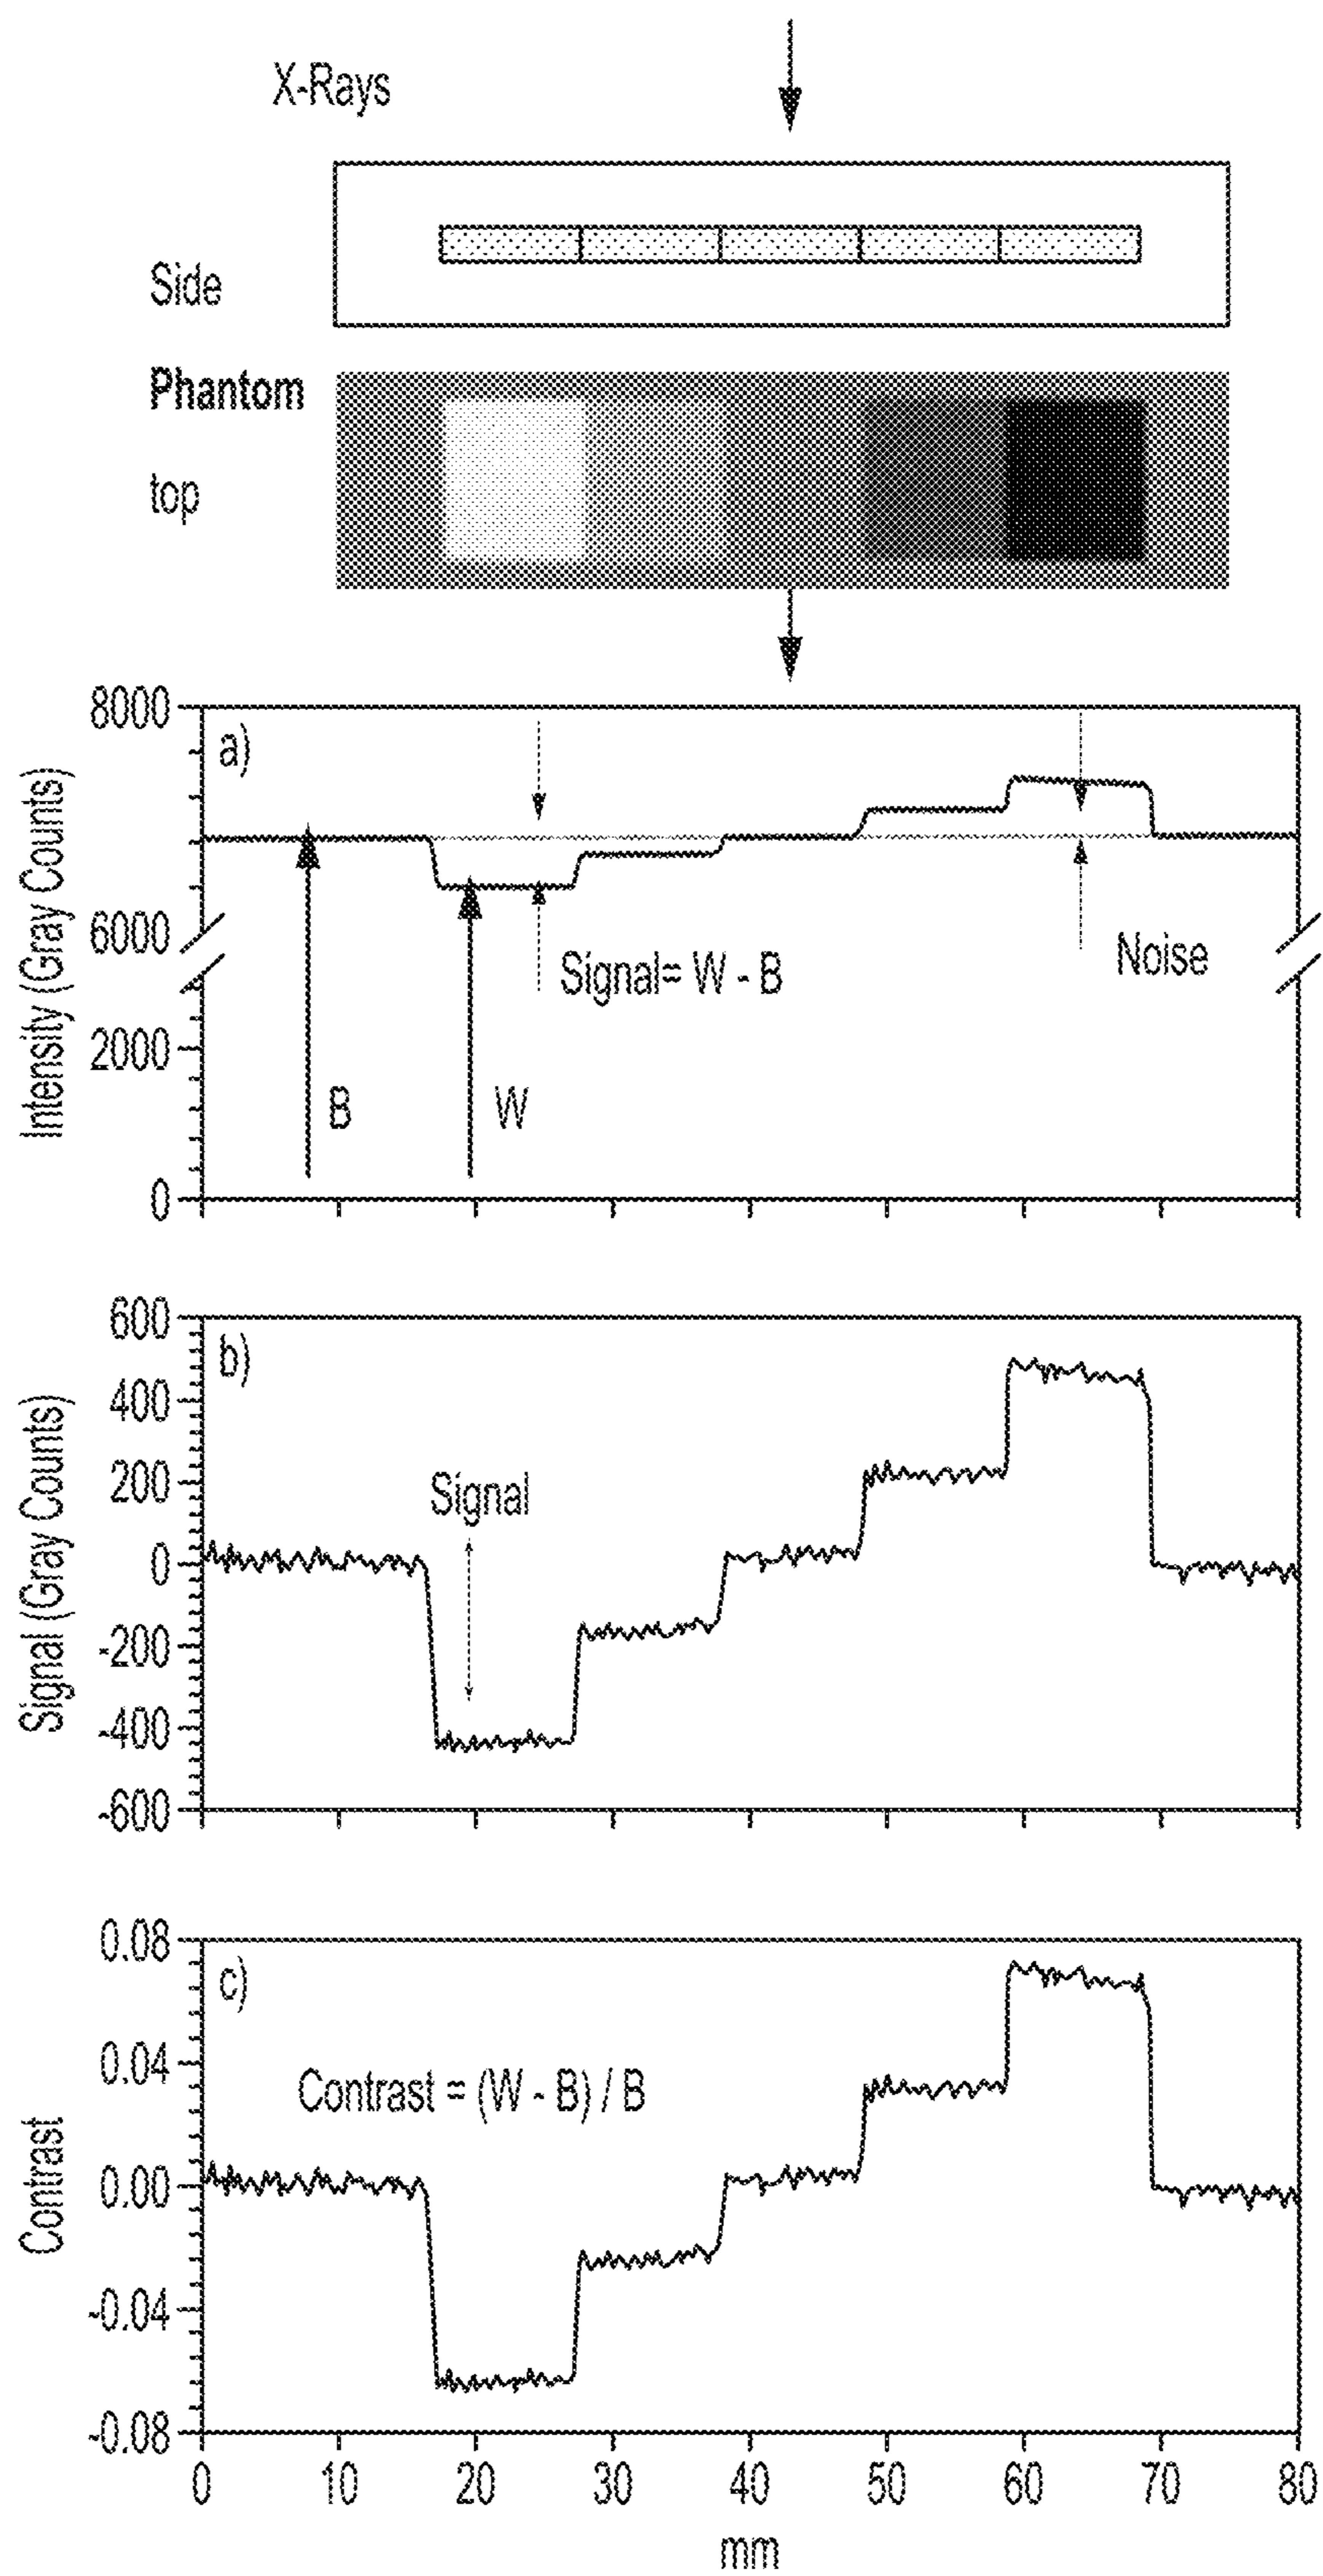 X-Rays
Side
Phantom
top
Intensity (Gray Counts)
8000
6000
2000
0
a)
Signal= W - B
Noise
B
W
Signal (Gray Counts)
600
400
200
0
-200
-400
-600
b)
Signal
Contrast
0.08
0.04
0.00
-0.04
-0.08
c)
Contrast = (W - B) / B
0 10 20 30 40 50 60 70 80
mm